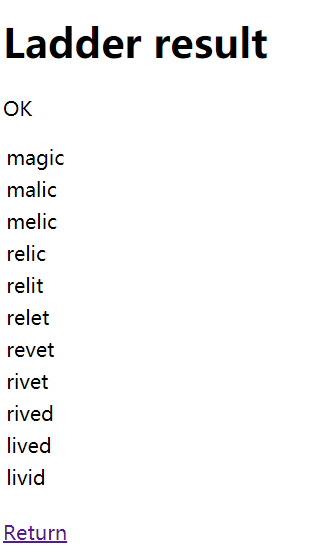 Ladder result
OK
magic
malic
melic
relic
relit
relet
revet
rivet
rived
lived
livid
Return